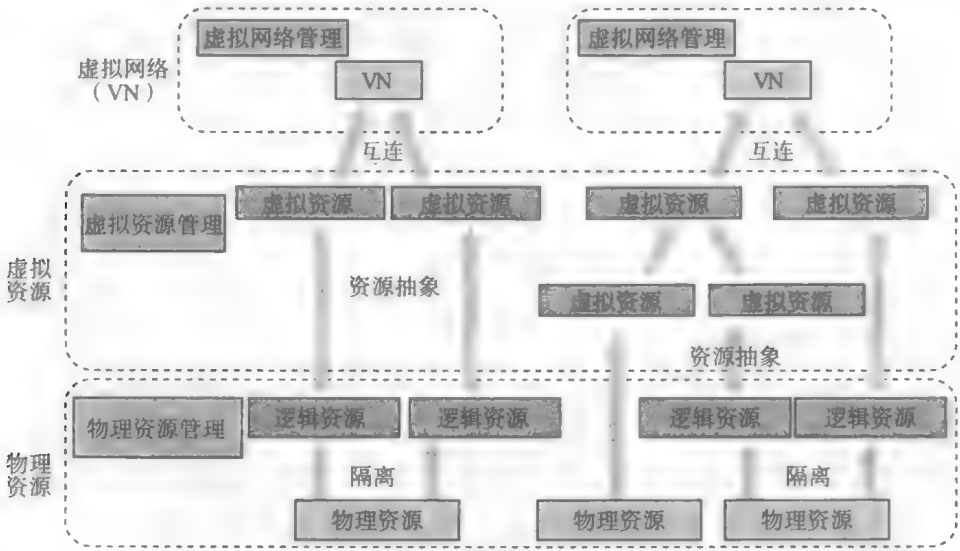 虚拟网络管理
虚拟网络管理
虚拟网络
（VN）
VN
VN
互连
互连
虚拟资源管理
虚拟资源
虚拟资源
虚拟资源
虚拟资源
虚拟
资源
资源抽象
虚拟资源
虚拟资源
资源抽象
物理资源管理
逻辑资源
逻辑资源
逻辑资源
逻辑资源
物理
资源
隔离
隔离
物理资源
物理资源
物理资源